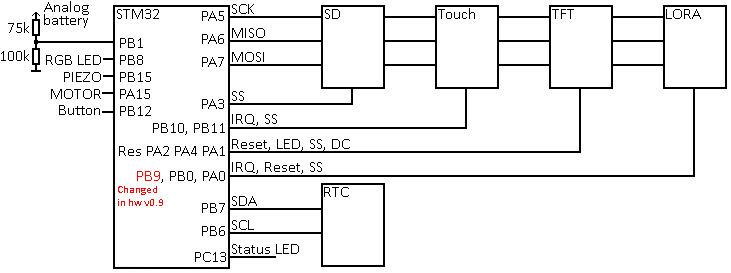 Analog
battery
75k
100k
STM32
PB1
RGB LED
PB8
PIEZO
PB15
MOTOR
PA15
Button
PB12
PA5
SCK
PA6
MISO
PA7
MOSI
PA3
SS
PB10, PB11
IRQ, SS
Res PA2 PA4 PA1
Reset, LED, SS, DC
PB9, PB0, PA0
IRQ, Reset, SS
Changed
in hw v0.9
PB7
SDA
PB6
SCL
PC13
Status LED
SD
Touch
TFT
LORA
RTC